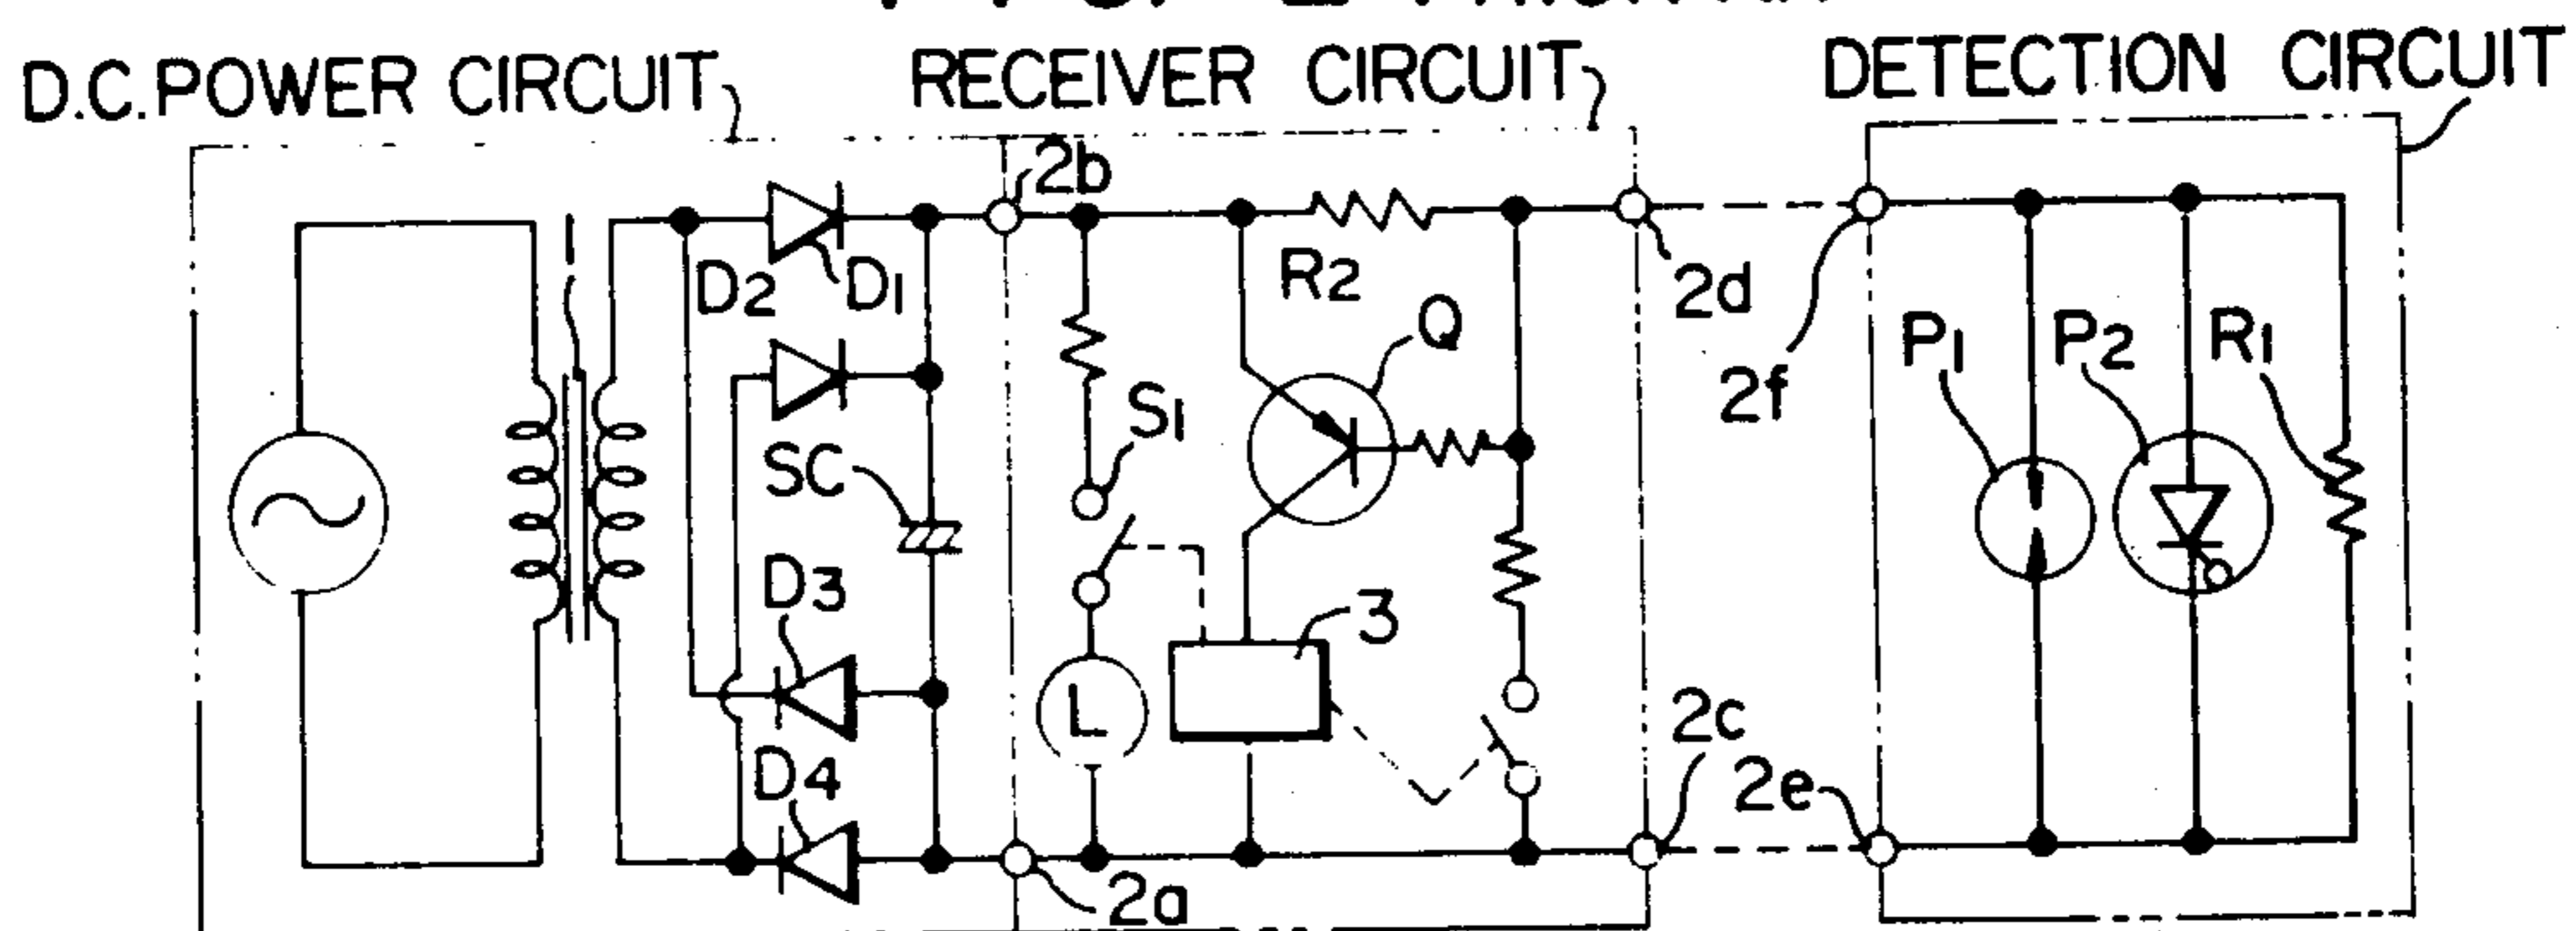 D.C. POWER CIRCUIT
RECEIVER CIRCUIT
DETECTION CIRCUIT
2b
D2
D1
R2
2d
Q
P1
P2
R1
2f
S1
SC
D3
3
L
2c
D4
2e
2a